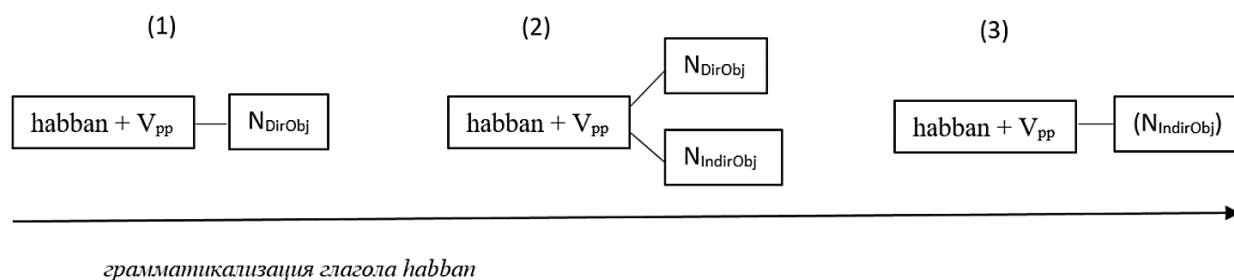 (1)
(2)
(3)
habban + Vpp
NDirObj
habban + Vpp
NDirObj
NIndirObj
habban + Vpp
(NIndirObj)
грамматикализация глагола habban